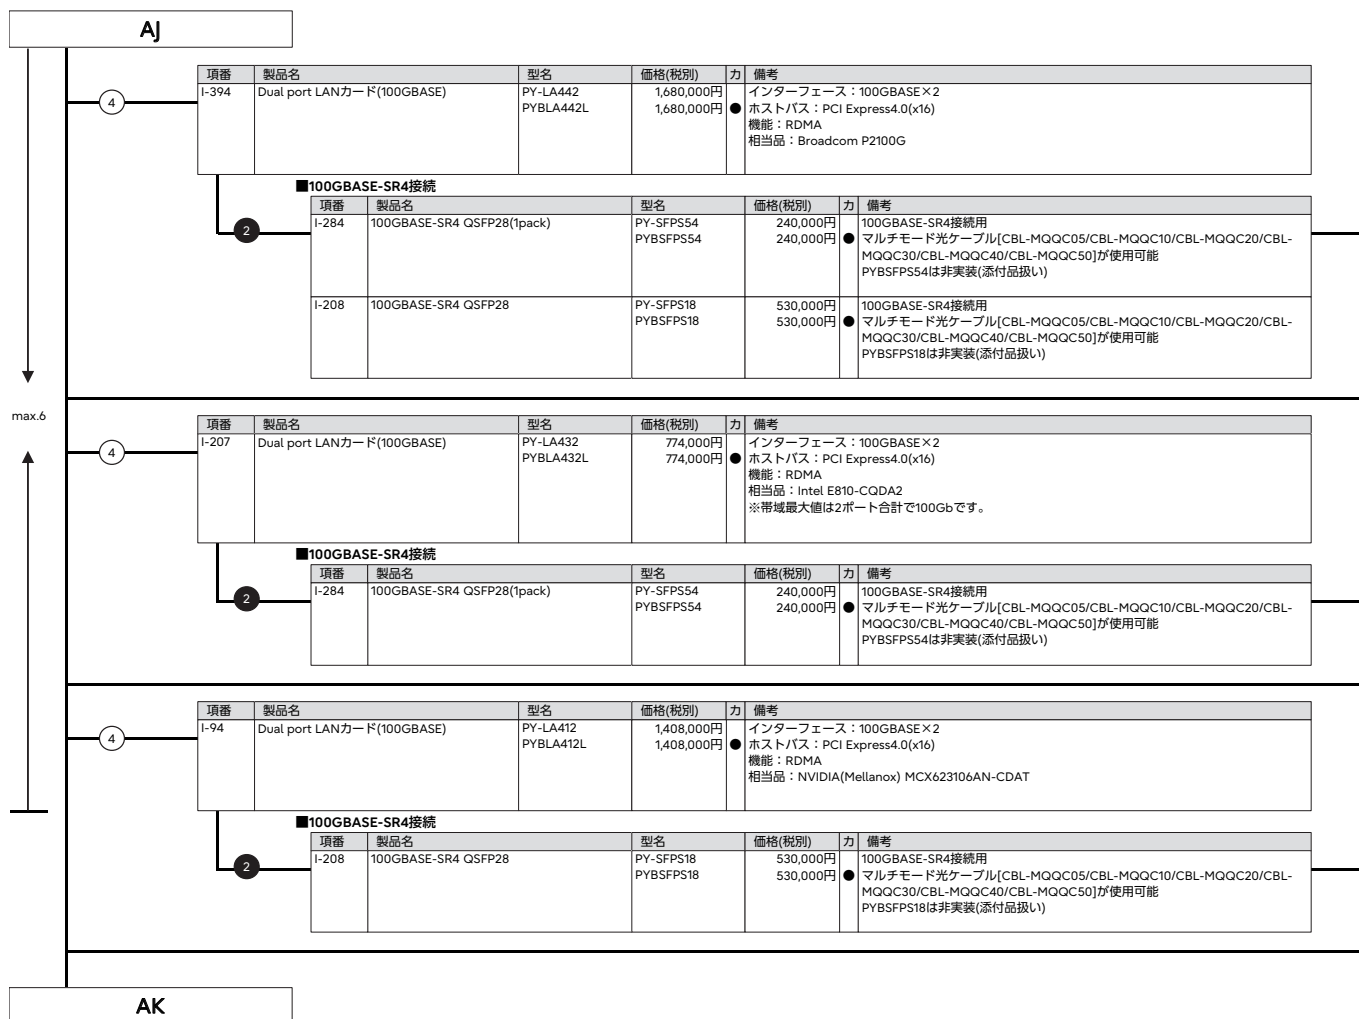 AJ
項番 製品名 型名 価格(税別) カ 備考
④ I-394 Dual port LANカード(100GBASE) PY-LA442 1,680,000円 インターフェース：100GBASE×2
PYBLA442L 1,680,000円 ● ホストバス：PCI Express4.0(x16)
機能：RDMA
相当品：Broadcom P2100G
■100GBASE-SR4接続
項番 製品名 型名 価格(税別) カ 備考
❷ I-284 100GBASE-SR4 QSFP28(1pack) PY-SFPS54 240,000円 100GBASE-SR4接続用
PYBSFPS54 240,000円 ● マルチモード光ケーブル[CBL-MQQC05/CBL-MQQC10/CBL-MQQC20/CBL-
MQQC30/CBL-MQQC40/CBL-MQQC50]が使用可能
PYBSFPS54は非実装(添付品扱い)
I-208 100GBASE-SR4 QSFP28 PY-SFPS18 530,000円 100GBASE-SR4接続用
PYBSFPS18 530,000円 ● マルチモード光ケーブル[CBL-MQQC05/CBL-MQQC10/CBL-MQQC20/CBL-
MQQC30/CBL-MQQC40/CBL-MQQC50]が使用可能
PYBSFPS18は非実装(添付品扱い)
max.6
項番 製品名 型名 価格(税別) カ 備考
④ I-207 Dual port LANカード(100GBASE) PY-LA432 774,000円 インターフェース：100GBASE×2
PYBLA432L 774,000円 ● ホストバス：PCI Express4.0(x16)
機能：RDMA
相当品：Intel E810-CQDA2
※帯域最大値は2ポート合計で100Gbです。
■100GBASE-SR4接続
項番 製品名 型名 価格(税別) カ 備考
❷ I-284 100GBASE-SR4 QSFP28(1pack) PY-SFPS54 240,000円 100GBASE-SR4接続用
PYBSFPS54 240,000円 ● マルチモード光ケーブル[CBL-MQQC05/CBL-MQQC10/CBL-MQQC20/CBL-
MQQC30/CBL-MQQC40/CBL-MQQC50]が使用可能
PYBSFPS54は非実装(添付品扱い)
項番 製品名 型名 価格(税別) カ 備考
④ I-94 Dual port LANカード(100GBASE) PY-LA412 1,408,000円 インターフェース：100GBASE×2
PYBLA412L 1,408,000円 ● ホストバス：PCI Express4.0(x16)
機能：RDMA
相当品：NVIDIA(Mellanox) MCX623106AN-CDAT
■100GBASE-SR4接続
項番 製品名 型名 価格(税別) カ 備考
❷ I-208 100GBASE-SR4 QSFP28 PY-SFPS18 530,000円 100GBASE-SR4接続用
PYBSFPS18 530,000円 ● マルチモード光ケーブル[CBL-MQQC05/CBL-MQQC10/CBL-MQQC20/CBL-
MQQC30/CBL-MQQC40/CBL-MQQC50]が使用可能
PYBSFPS18は非実装(添付品扱い)
AK